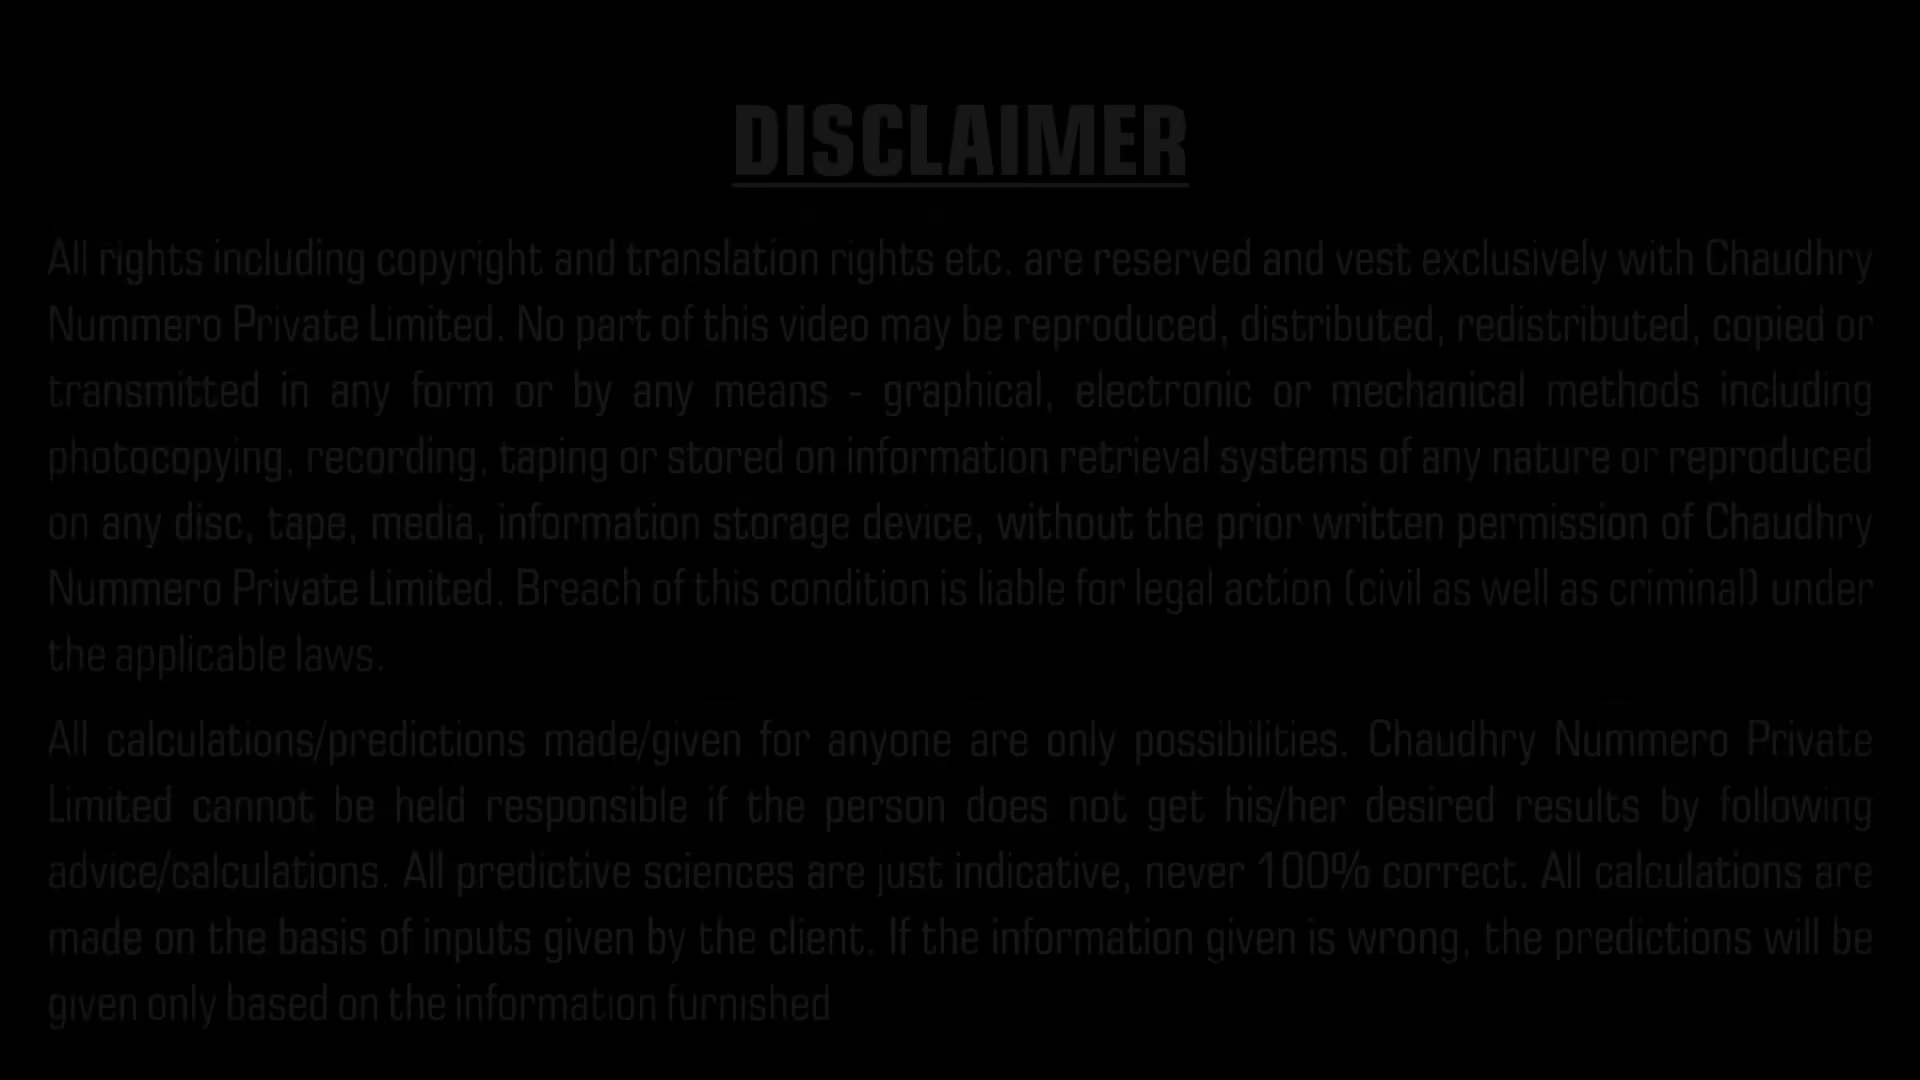 DISCLAIMER
All rights including copyright and translation rights etc. are reserved and vest exclusively with Chaudhry
Nummero Private Limited. No part of this video may be reproduced, distributed, redistributed, copied or
transmitted in any form or by any means - graphical, electronic or mechanical methods including
photocopying, recording, taping or stored on information retrieval systems of any nature or reproduced
on any disc, tape, media, information storage device, without the prior written permission of Chaudhry
Nummero Private Limited. Breach of this condition is liable for legal action (civil as well as criminal) under
the applicable laws.
All calculations/predictions made/given for anyone are only possibilities. Chaudhry Nummero Private
Limited cannot be held responsible if the person does not get his/her desired results by following
advice/calculations. All predictive sciences are just indicative, never 100% correct. All calculations are
made on the basis of inputs given by the client. If the information given is wrong, the predictions will be
given only based on the information furnished